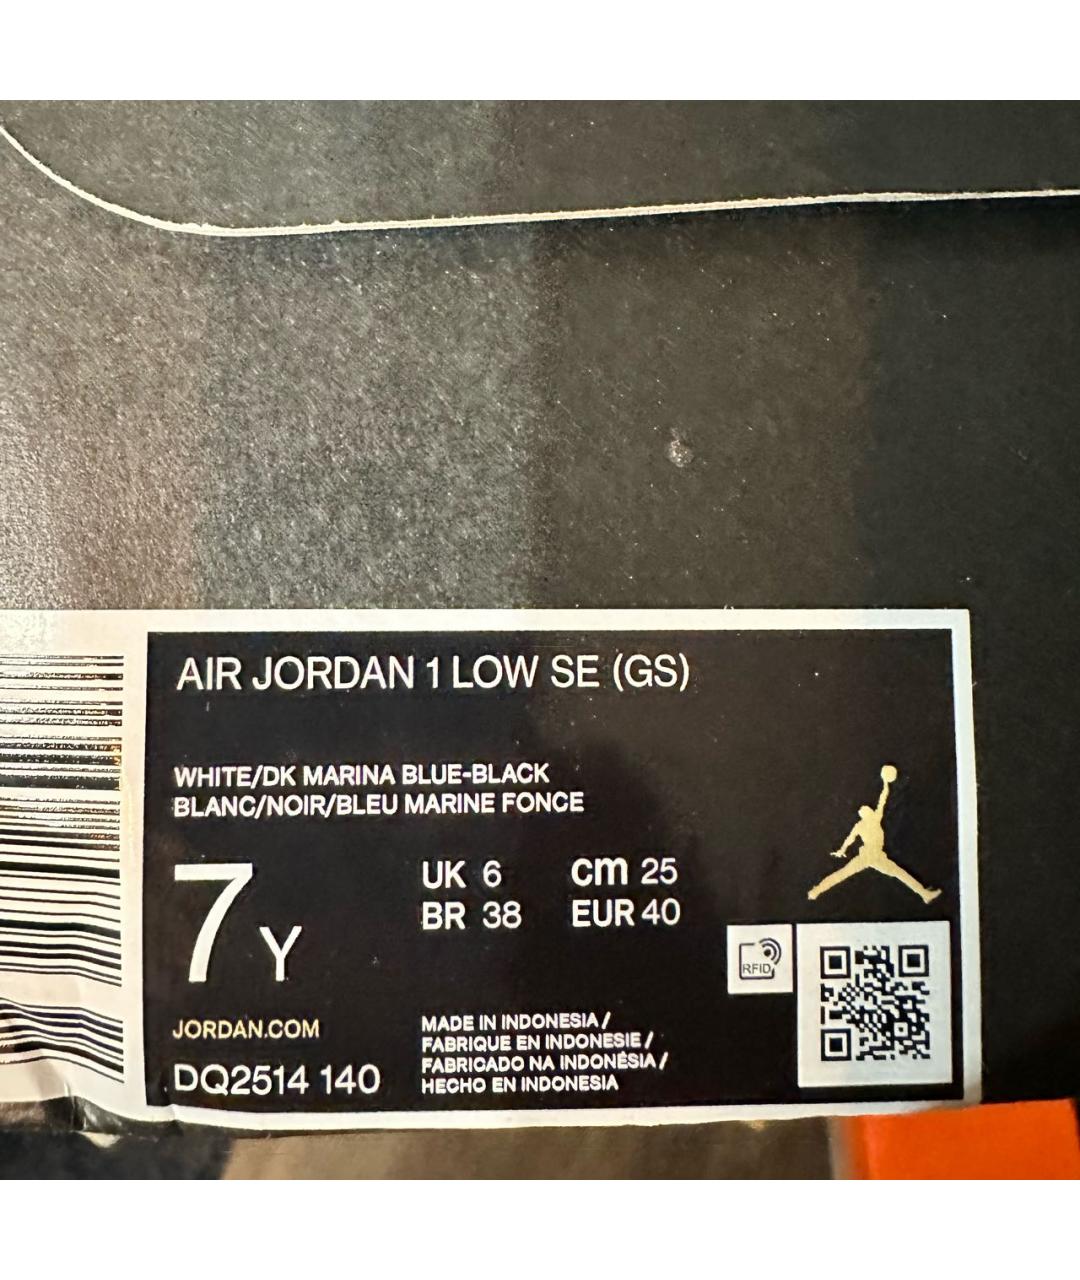 AIR JORDAN 1 LOW SE (GS)
WHITE/DK MARINA BLUE-BLACK
BLANC/NOIR/BLEU MARINE FONCE
7Y
UK 6 cm 25
BR 38 EUR 40
RFID
JORDAN.COM
DQ2514 140
MADE IN INDONESIA/
FABRIQUE EN INDONESIE/
FABRICADO NA INDONÉSIA/
HECHO EN INDONESIA